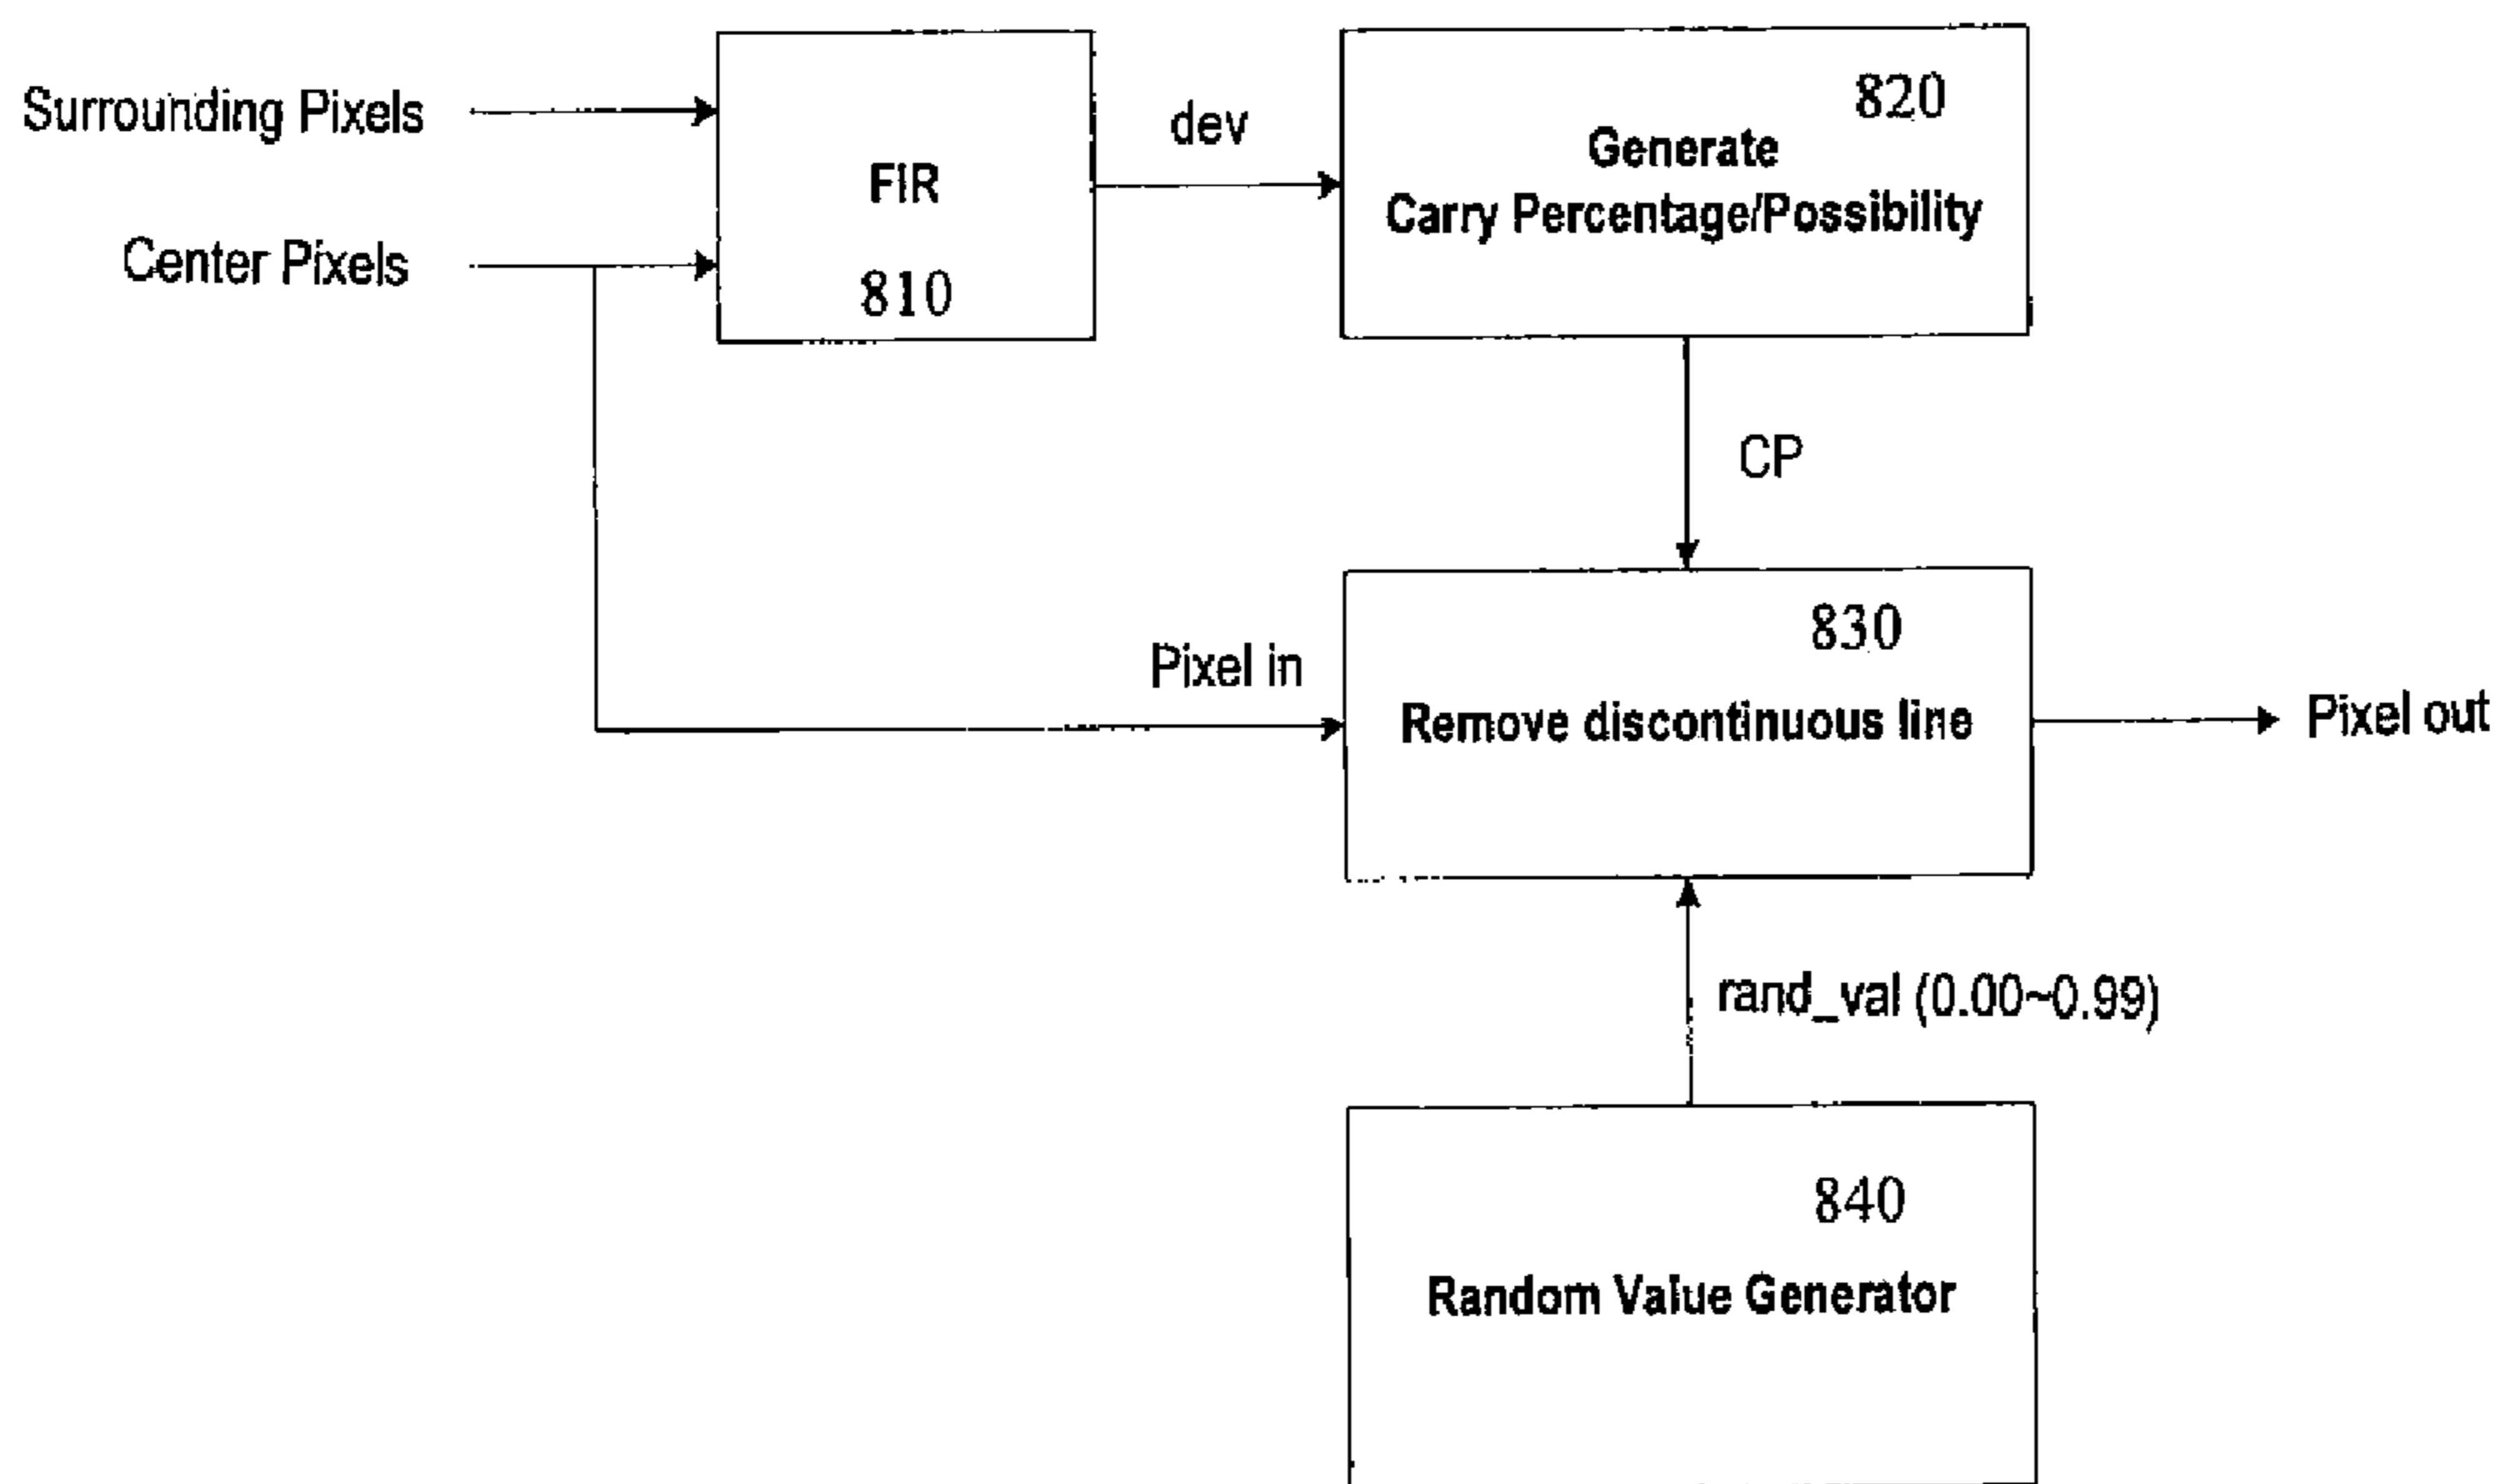 Surrounding Pixels
Center Pixels
FIR
810
dev
820
Generate
Carry Percentage/Possibility
CP
Pixel in
830
Remove discontinuous line
Pixel out
rand_val (0.00~0.99)
840
Random Value Generator